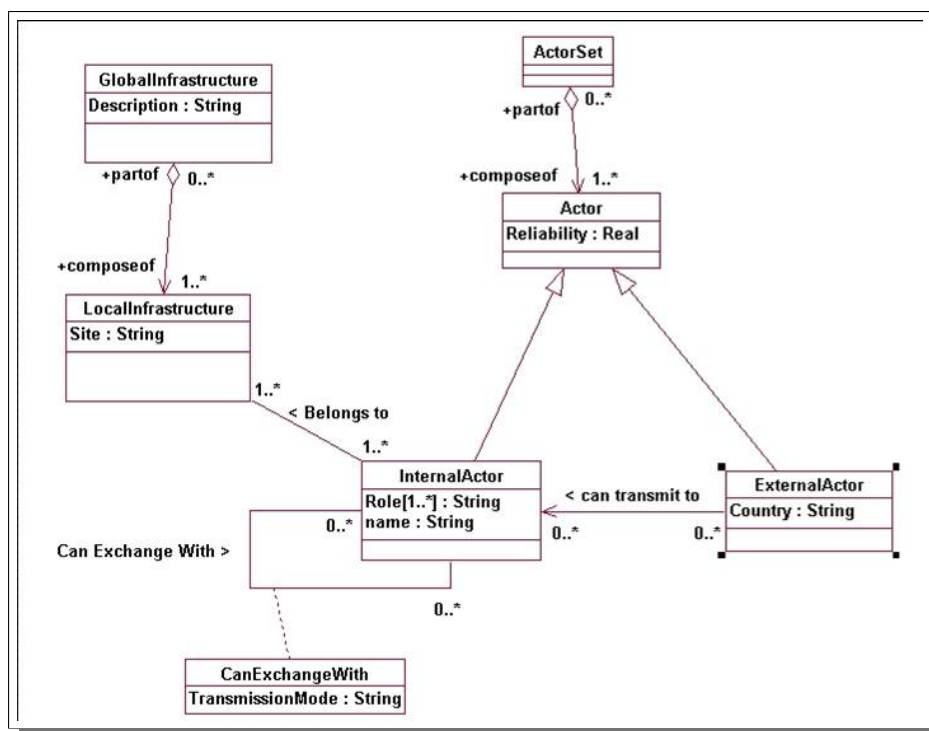 ActorSet
+partof
0..*
+composeof
1..*
Actor
Reliability : Real
GlobalInfrastructure
Description : String
+partof
0..*
+composeof
1..*
LocalInfrastructure
Site : String
1..*
< Belongs to
1..*
InternalActor
Role[1..*] : String
name : String
0..*
Can Exchange With >
0..*
< can transmit to
0..*
0..*
ExternalActor
Country : String
CanExchangeWith
TransmissionMode : String